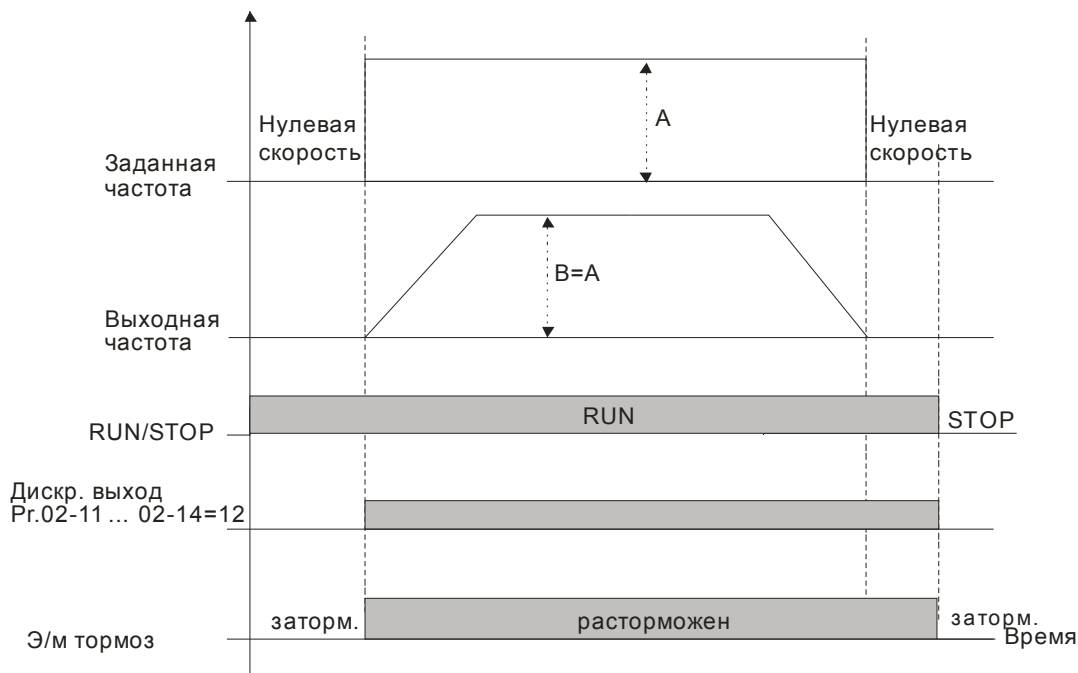 Нулевая
скорость
A
Нулевая
скорость
Заданная
частота
B=A
Выходная
частота
RUN
RUN/STOP
STOP
Дискр. выход
Pr.02-11 ... 02-14=12
заторм.
расторможен
заторм.
Э/м тормоз
Время